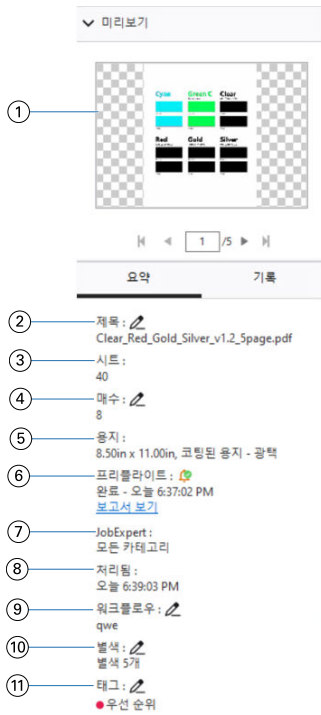 미리보기
①
Cyan Green C Clear
Red Gold Silver
1 /5
요약 기록
② 제목 :
Clear_Red_Gold_Silver_v1.2_5page.pdf
③ 시트 :
40
④ 매수 :
8
⑤ 용지 :
8.50in x 11.00in, 코팅된 용지 - 광택
⑥ 프리플라이트 :
완료 - 오늘 6:37:02 PM
보고서 보기
⑦ JobExpert :
모든 카테고리
⑧ 처리됨 :
오늘 6:39:03 PM
⑨ 워크플로우 :
qwe
⑩ 별색 :
별색 5개
⑪ 태그 :
우선 순위